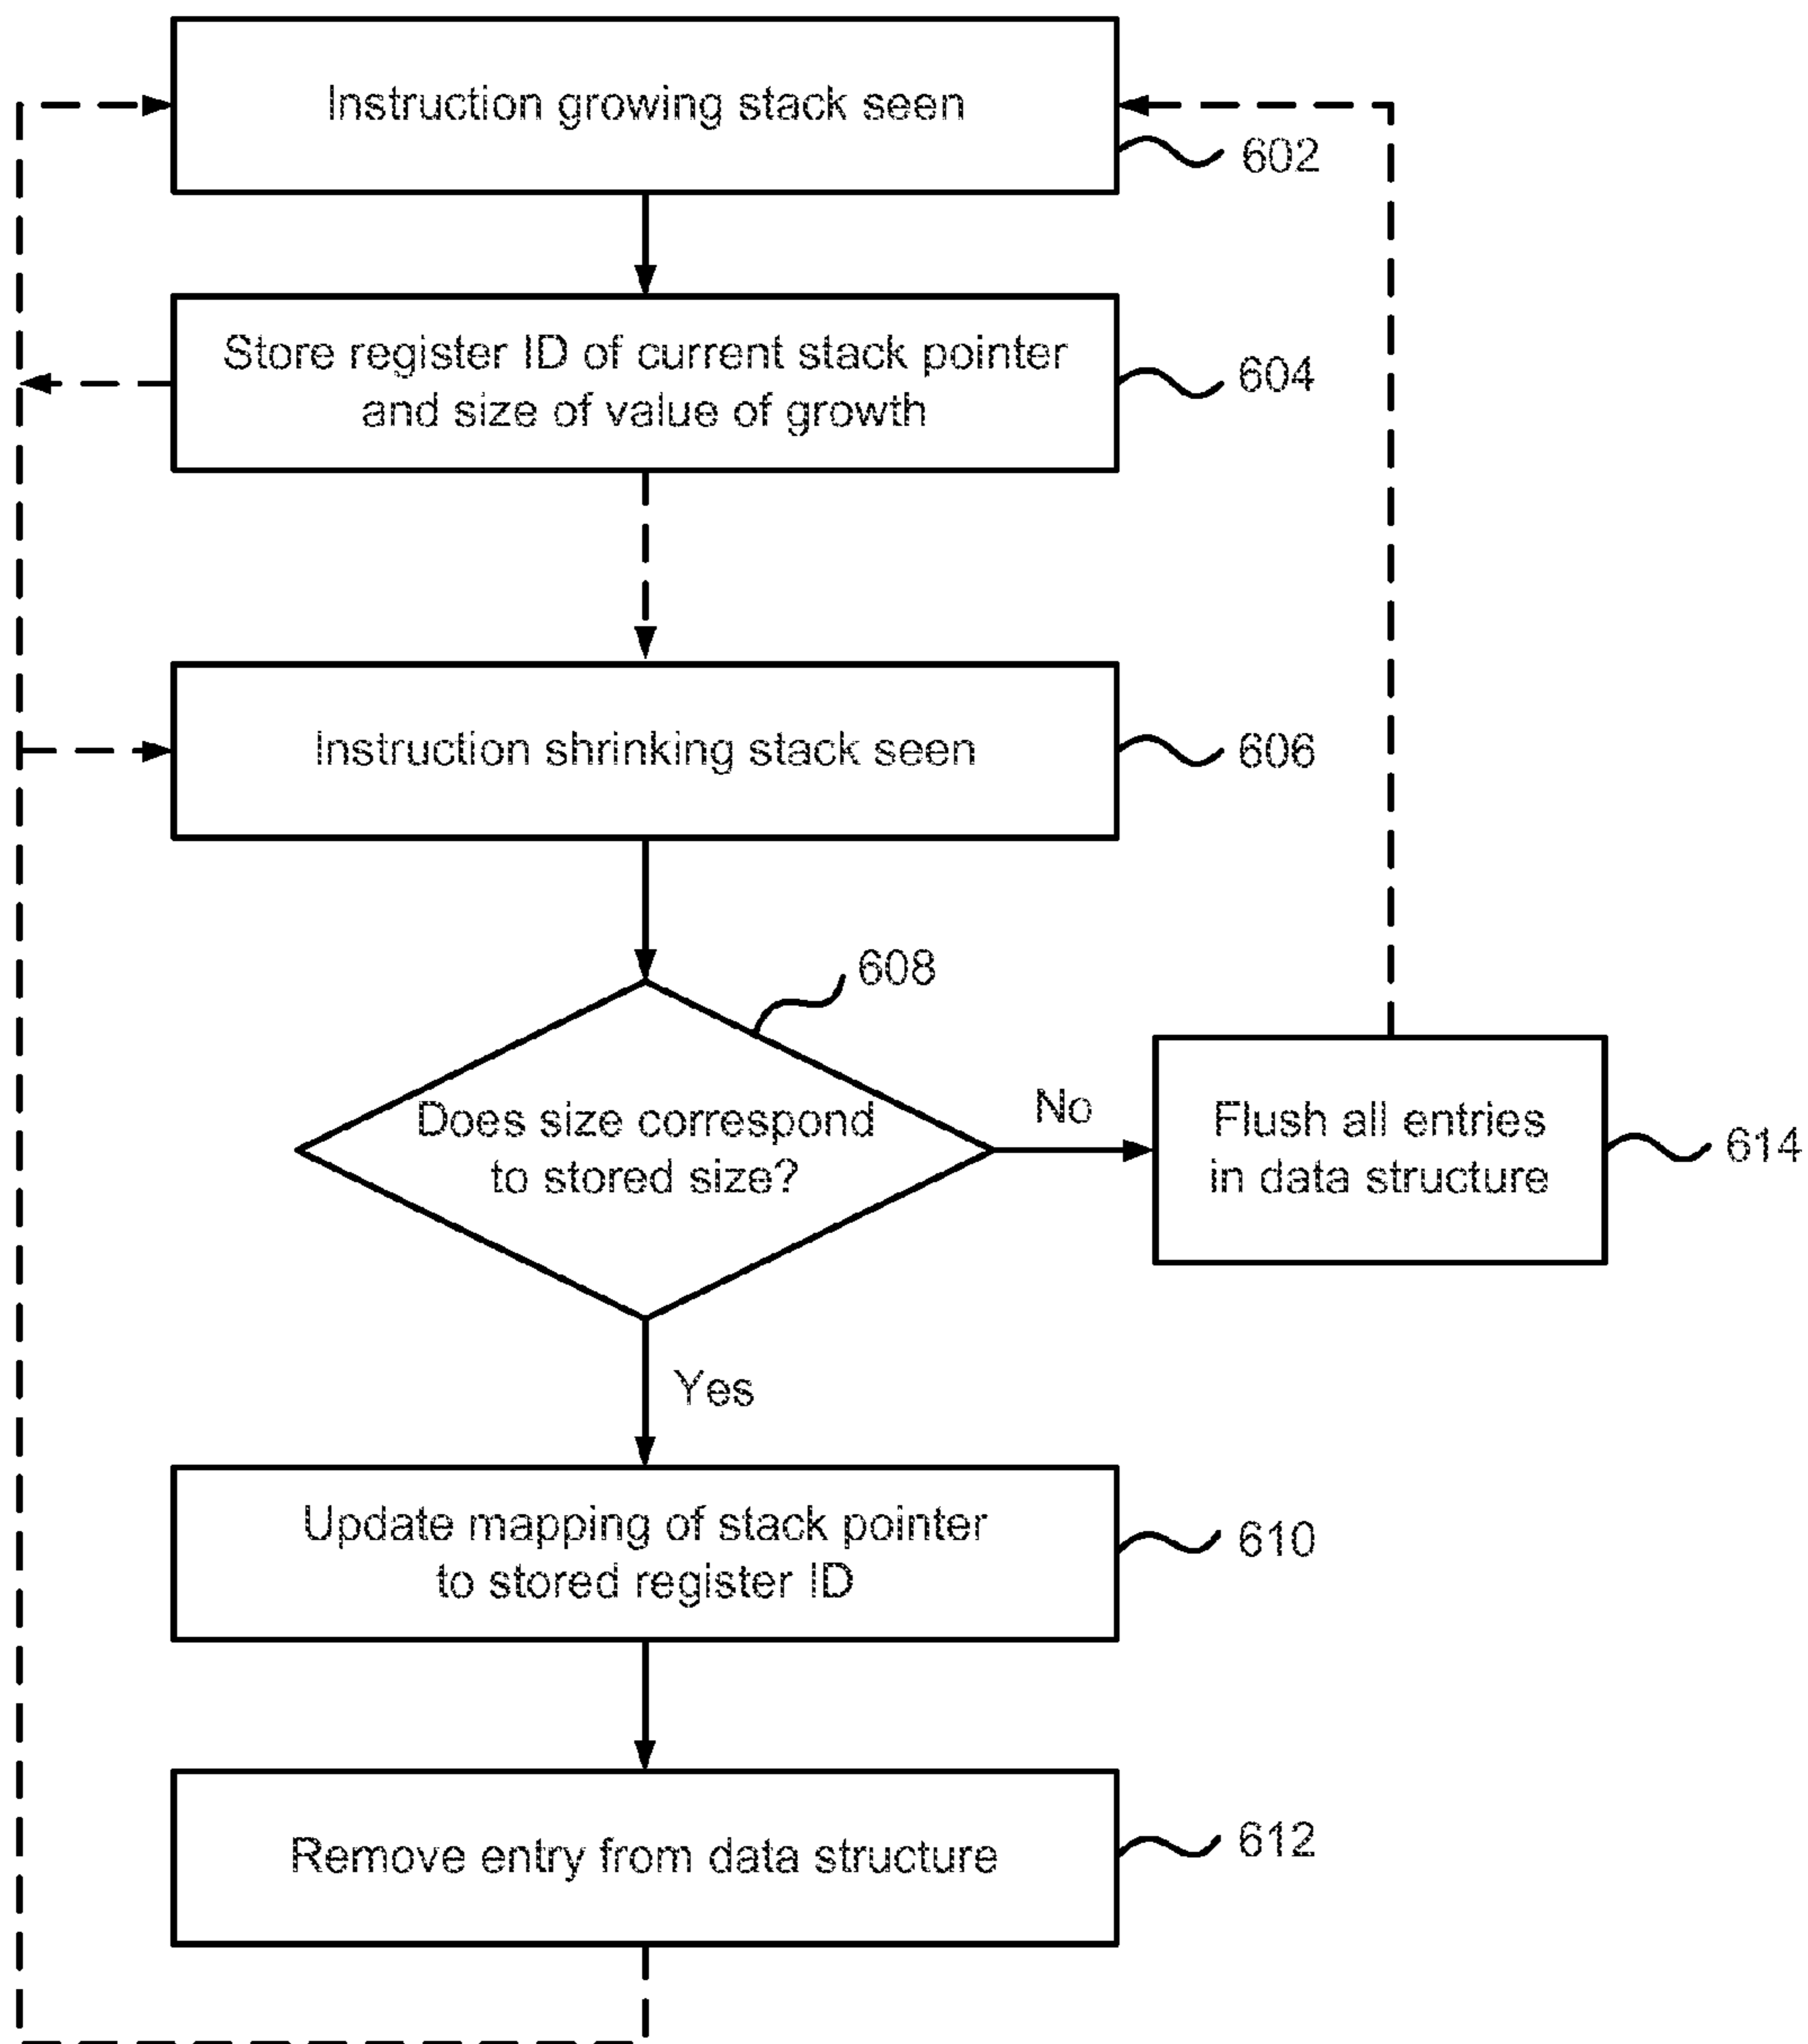 Instruction growing stack seen
602
Store register ID of current stack pointer
and size of value of growth
604
Instruction shrinking stack seen
606
608
Does size correspond
to stored size?
No
Flush all entries
in data structure
614
Yes
Update mapping of stack pointer
to stored register ID
610
Remove entry from data structure
612